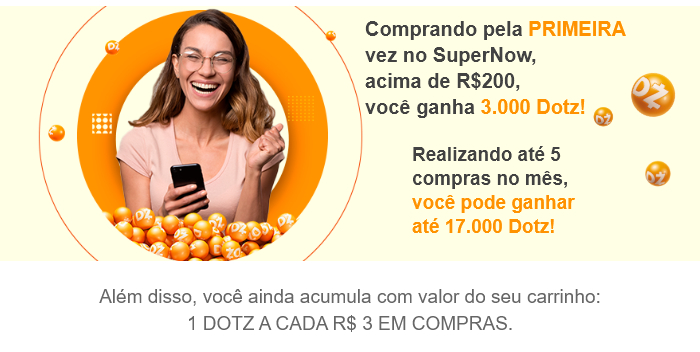 Comprando pela PRIMEIRA
vez no SuperNow,
acima de R$200,
você ganha 3.000 Dotz!
Realizando até 5
compras no mês,
você pode ganhar
até 17.000 Dotz!
Além disso, você ainda acumula com valor do seu carrinho:
1 DOTZ A CADA R$ 3 EM COMPRAS.